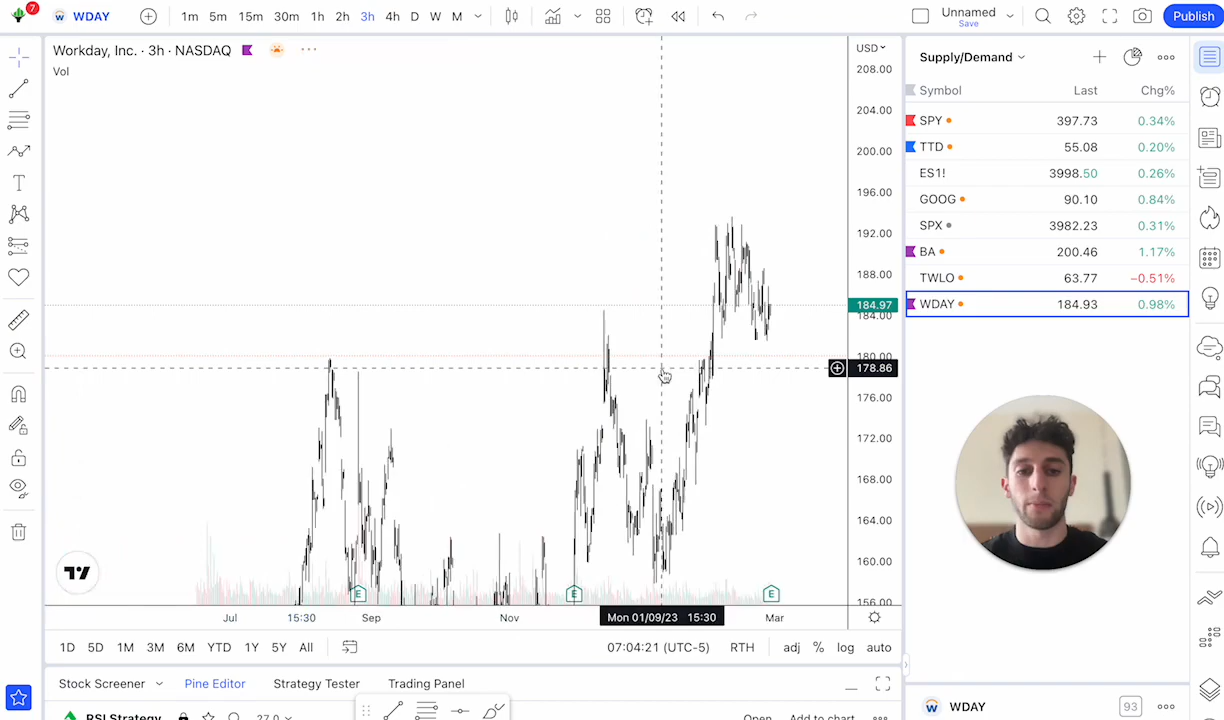 7
WDAY
1m 5m 15m 30m 1h 2h 3h 4h D W M
Unnamed
Save
Publish
Workday, Inc. · 3h · NASDAQ
Vol
USD
208.00
204.00
200.00
196.00
192.00
188.00
184.97
184.00
180.00
178.86
176.00
172.00
168.00
164.00
160.00
156.00
E
E
E
Jul
15:30
Sep
Nov
Mon 01/09/23 15:30
Mar
1D 5D 1M 3M 6M YTD 1Y 5Y All
07:04:21 (UTC-5)
RTH
adj % log auto
Stock Screener
Pine Editor
Strategy Tester
Trading Panel
RSI Strategy
27.0
Open
Add to chart
Supply/Demand
Symbol Last Chg%
SPY 397.73 0.34%
TTD 55.08 0.20%
ES1! 3998.50 0.26%
GOOG 90.10 0.84%
SPX 3982.23 0.31%
BA 200.46 1.17%
TWLO 63.77 −0.51%
WDAY 184.93 0.98%
WDAY
93